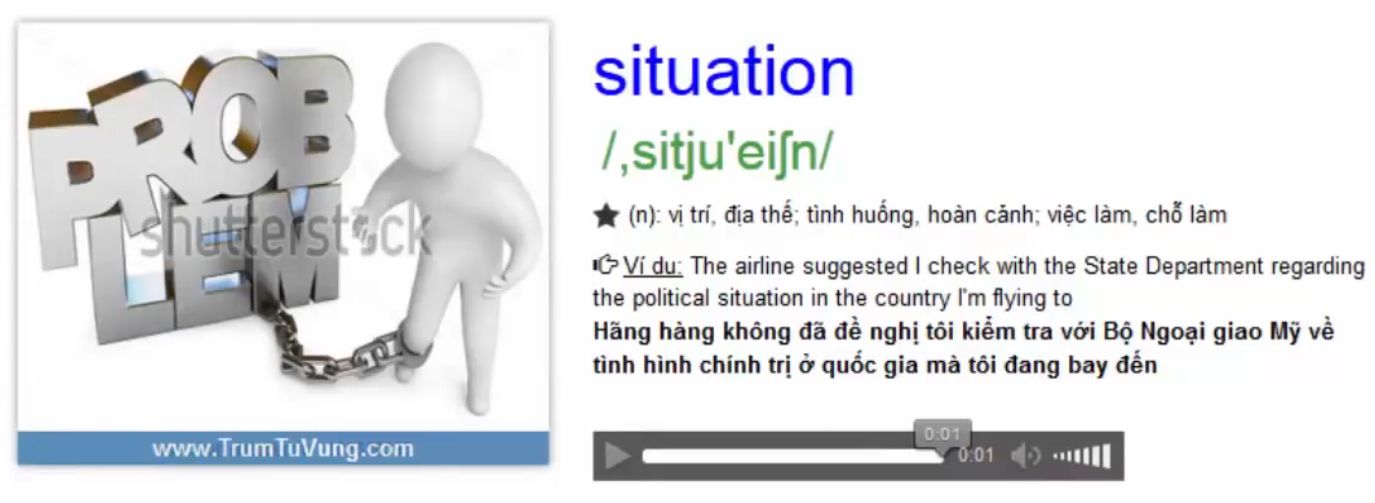 PROB
LEM
shutterstock
www.TrumTuVung.com
situation
/,sitju'eiʃn/
(n): vị trí, địa thế; tình huống, hoàn cảnh; việc làm, chỗ làm
Ví du: The airline suggested I check with the State Department regarding
the political situation in the country I'm flying to
Hãng hàng không đã đề nghị tôi kiểm tra với Bộ Ngoại giao Mỹ về
tình hình chính trị ở quốc gia mà tôi đang bay đến
0:01
0:01